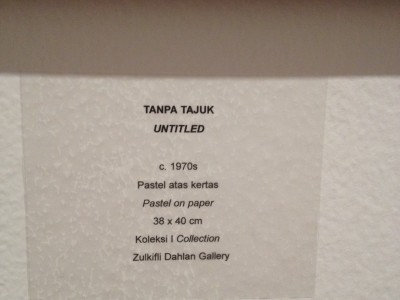 TANPA TAJUK
UNTITLED
c. 1970s
Pastel atas kertas
Pastel on paper
38 x 40 cm
Koleksi | Collection
Zulkifli Dahlan Gallery